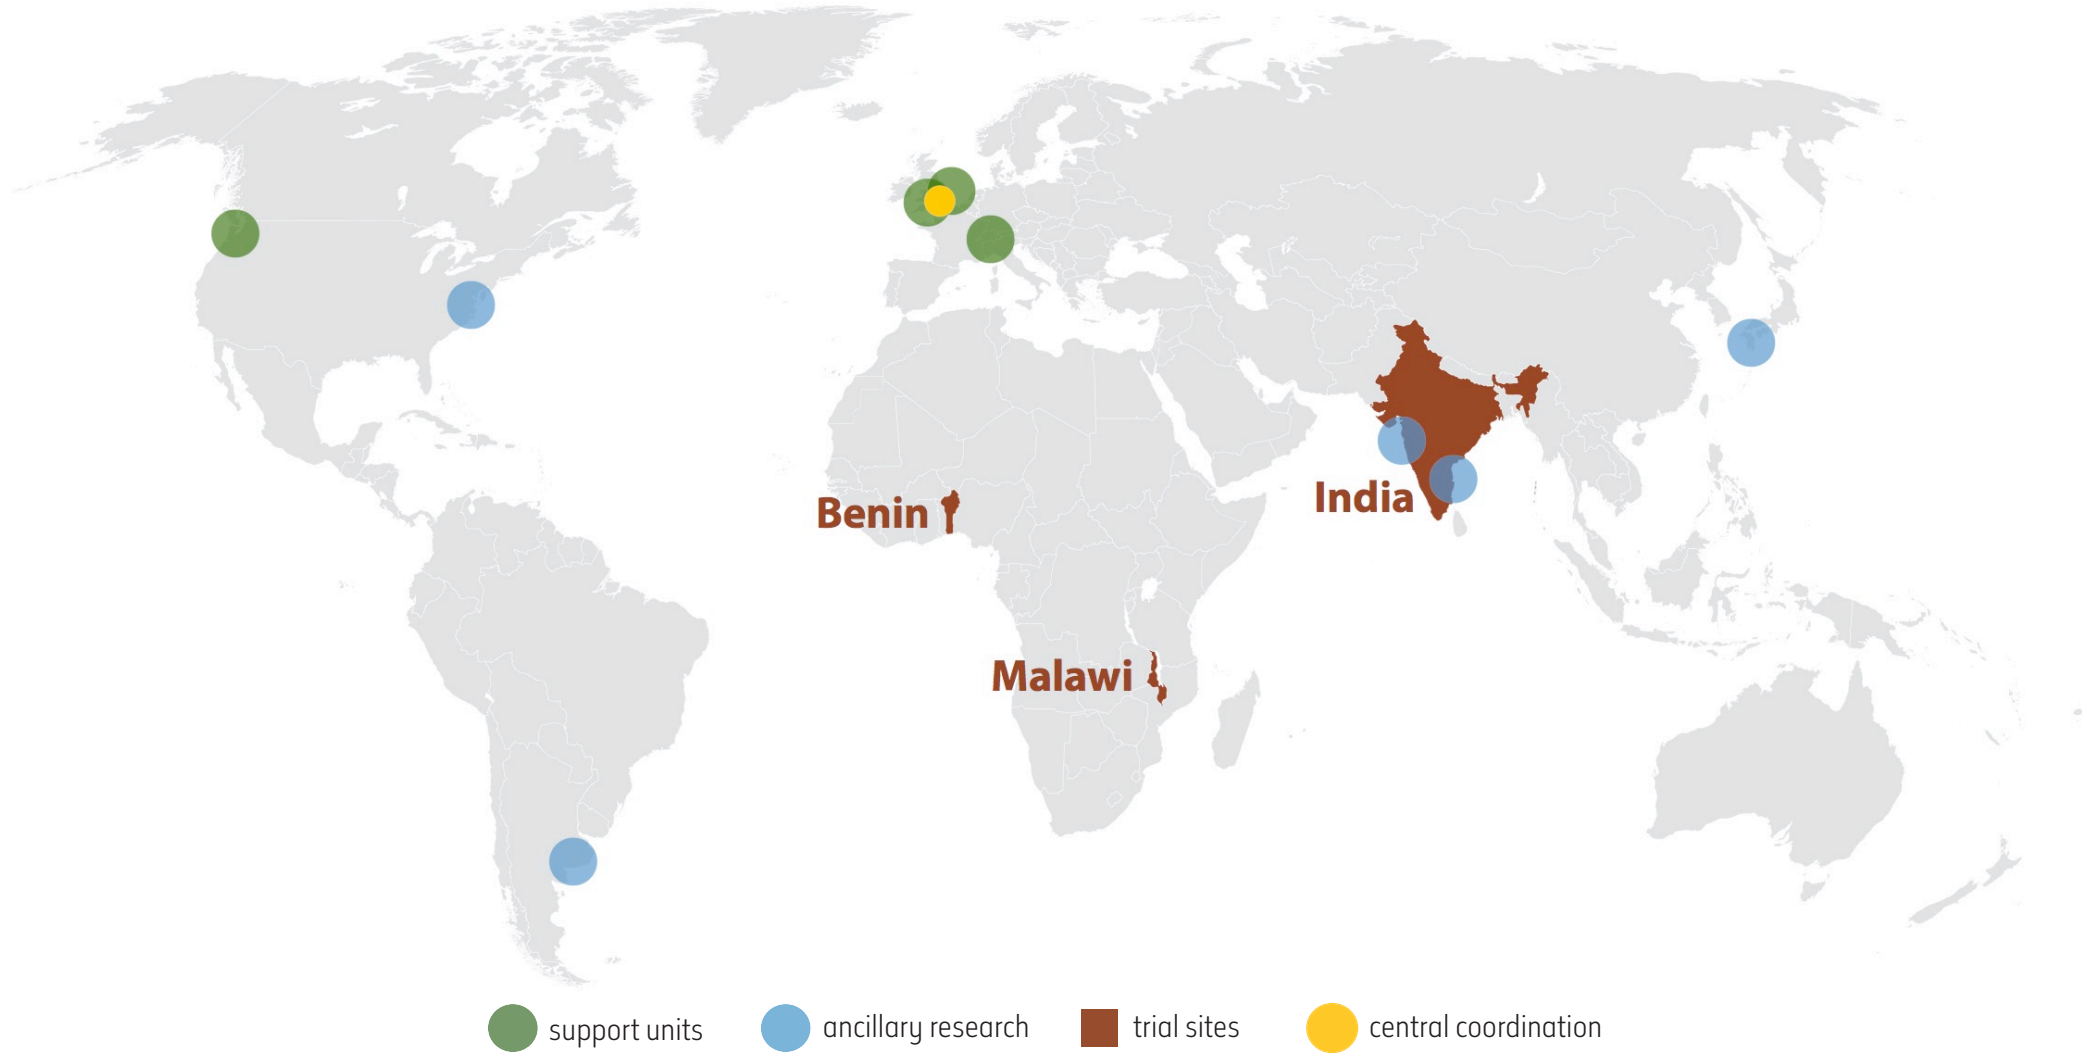 Benin
India
Malawi
support units
ancillary research
trial sites
central coordination